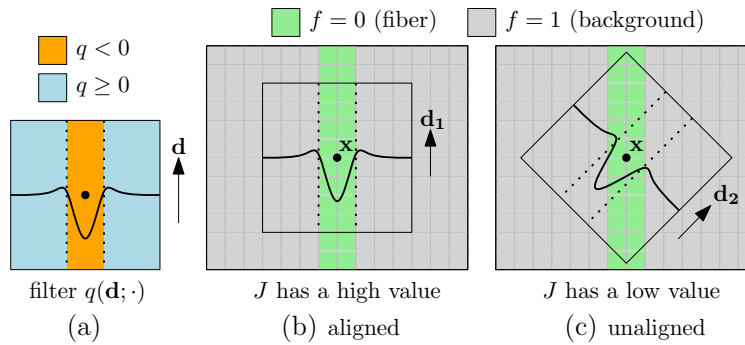 f = 0 (fiber)
f = 1 (background)
q < 0
q ≥ 0
d
x
d₁
x
d₂
filter q(d; ·)
J has a high value
J has a low value
(a)
(b) aligned
(c) unaligned